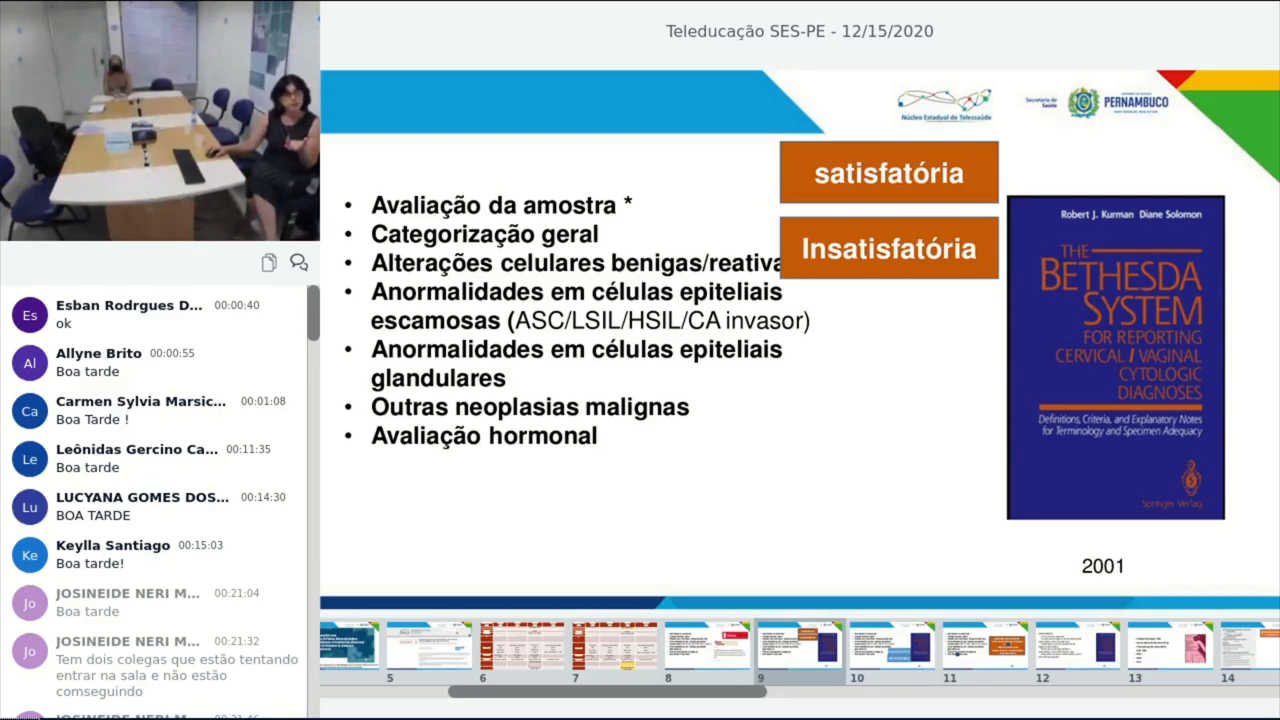 Teleducação SES-PE - 12/15/2020
Núcleo Estadual de Telessaúde
Secretaria de
Saúde
PERNAMBUCO
satisfatória
Insatisfatória
• Avaliação da amostra *
• Categorização geral
• Alterações celulares benigas/reativa
• Anormalidades em células epiteliais
escamosas (ASC/LSIL/HSIL/CA invasor)
• Anormalidades em células epiteliais
glandulares
• Outras neoplasias malignas
• Avaliação hormonal
Robert J. Kurman Diane Solomon
THE
BETHESDA
SYSTEM
FOR REPORTING
CERVICAL / VAGINAL
CYTOLOGIC
DIAGNOSES
Definitions, Criteria, and Explanatory Notes
for Terminology and Specimen Adequacy
Springer-Verlag
2001
Es
Esban Rodrgues D... 00:00:40
ok
Al
Allyne Brito 00:00:55
Boa tarde
Ca
Carmen Sylvia Marsic... 00:01:08
Boa Tarde !
Le
Leônidas Gercino Ca... 00:11:35
Boa tarde
Lu
LUCYANA GOMES DOS... 00:14:30
BOA TARDE
Ke
Keylla Santiago 00:15:03
Boa tarde!
Jo
JOSINEIDE NERI M... 00:21:04
Boa tarde
Jo
JOSINEIDE NERI M... 00:21:32
Tem dois colegas que estão tentando
entrar na sala e não estão
comseguindo
5 6 7 8 9 10 11 12 13 14